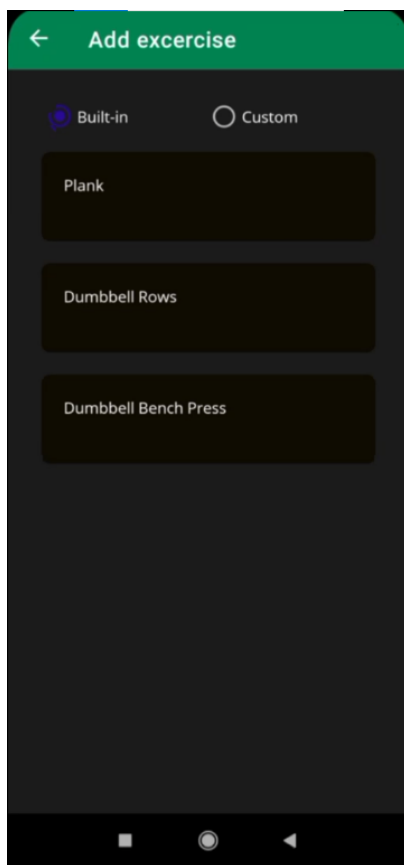 Add excercise
Built-in
Custom
Plank
Dumbbell Rows
Dumbbell Bench Press